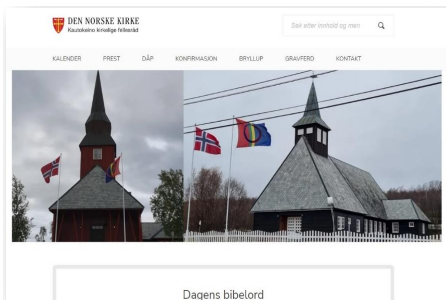 DEN NORSKE KIRKE
Kautokeino kirkelige fellesråd
Søk etter innhold og men
KALENDER PREST DÅP KONFIRMASJON BRYLLUP GRAVFERD KONTAKT
Dagens bibelord